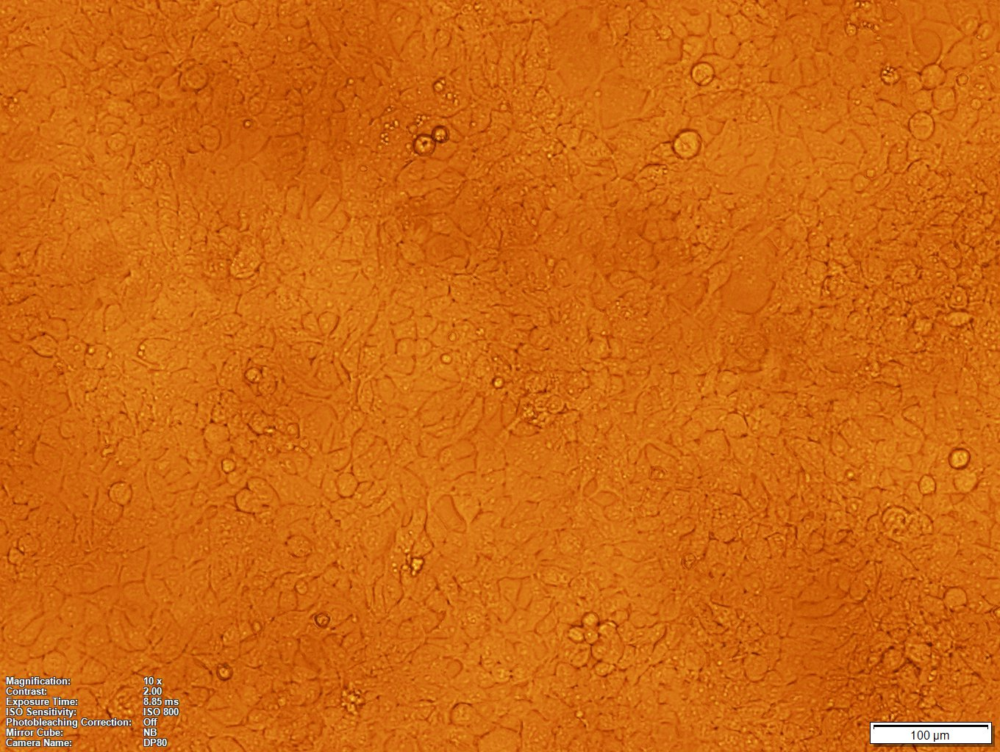 Magnification: 10 x
Contrast: 2.00
Exposure Time: 8.85 ms
ISO Sensitivity: ISO 800
Photobleaching Correction: Off
Mirror Cube: NB
Camera Name: DP80
100 µm